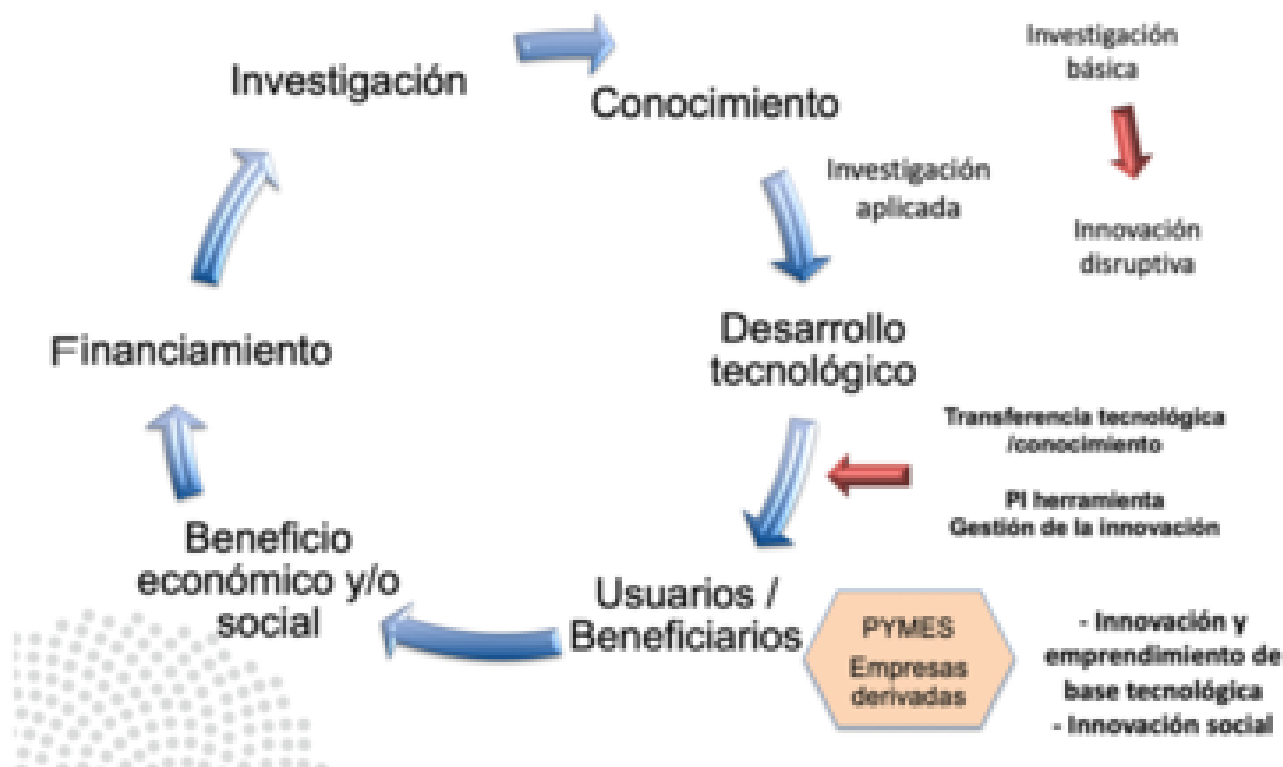 Investigación
Conocimiento
Investigación
básica
Investigación
aplicada
Innovación
disruptiva
Desarrollo
tecnológico
Financiamiento
Transferencia tecnológica
/conocimiento
PI herramienta
Gestión de la innovación
Beneficio
económico y/o
social
Usuarios /
Beneficiarios
PYMES
Empresas
derivadas
- Innovación y
emprendimiento de
base tecnológica
- Innovación social